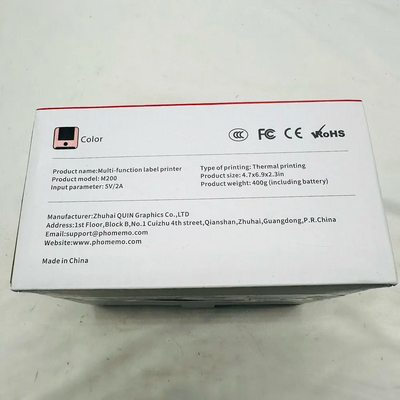 Color
CCC FC CE RoHS
Product name:Multi-function label printer
Product model: M200
Input parameter: 5V/2A
Type of printing: Thermal printing
Product size: 4.7x6.9x2.3in
Product weight: 400g (including battery)
Manufacturer:Zhuhai QUIN Graphics Co.,LTD
Address:1st Floor,Block B,No.1 Cuizhu 4th street,Qianshan,Zhuhai,Guangdong,P.R.China
Email:support@phomemo.com
Website:www.phomemo.com
Made in China